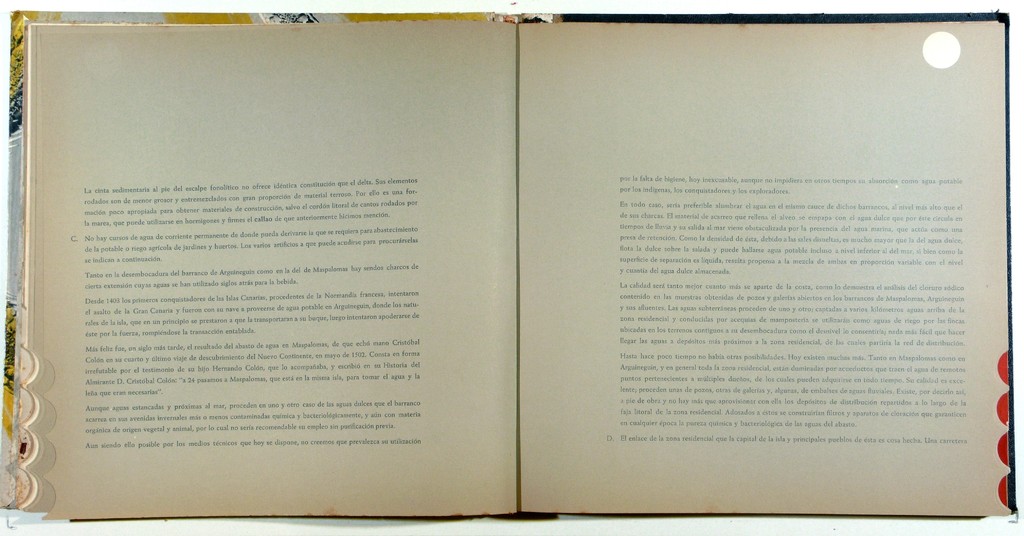 La cinta sedimentaria al pie del escalpe fonolítico no ofrece idéntica constitución que el delta. Sus elementos
rodados son de menor grosor y entremezclados con gran proporción de material terroso. Por ello es una for-
mación poco apropiada para obtener materiales de construcción, salvo el cordón litoral de cantos rodados por
la marea, que puede utilizarse en hormigones y firmes el callao de que anteriormente hicimos mención.
C. No hay cursos de agua de corriente permanente de donde pueda derivarse la que se requiera para abastecimiento
de la potable o riego agrícola de jardines y huertos. Los varios artificios a que puede acudirse para procurárselas
se indican a continuación.
Tanto en la desembocadura del barranco de Arguineguín como en la del de Maspalomas hay sendos charcos de
cierta extensión cuyas aguas se han utilizado siglos atrás para la bebida.
Desde 1403 los primeros conquistadores de las Islas Canarias, procedentes de la Normandía francesa, intentaron
el asalto de la Gran Canaria y fueron con su nave a proveerse de agua potable en Arguineguín, donde los natu-
rales de la isla, que en un principio se prestaron a que la transportaran a su buque, luego intentaron apoderarse de
éste por la fuerza, rompiéndose la transacción entablada.
Más feliz fue, un siglo más tarde, el resultado del abasto de agua en Maspalomas, de que echó mano Cristóbal
Colón en su cuarto y último viaje de descubrimiento del Nuevo Continente, en mayo de 1502. Consta en forma
irrefutable por el testimonio de su hijo Hernando Colón, que lo acompañaba, y escribió en su Historia del
Almirante D. Cristóbal Colón: "a 24 pasamos a Maspalomas, que está en la misma isla, para tomar el agua y la
leña que eran necesarias".
Aunque aguas estancadas y próximas al mar, proceden en uno y otro caso de las aguas dulces que el barranco
acarrea en sus avenidas invernales más o menos contaminadas química y bacteriológicamente, y aún con materia
orgánica de origen vegetal y animal, por lo cual no sería recomendable su empleo sin purificación previa.
Aun siendo ello posible por los medios técnicos que hoy se dispone, no creemos que prevalezca su utilización
por la falta de higiene, hoy inexcusable, aunque no impidiera en otros tiempos su absorción como agua potable
por los indígenas, los conquistadores y los exploradores.
En todo caso, sería preferible alumbrar el agua en el mismo cauce de dichos barrancos, al nivel más alto que el
de sus charcas. El material de acarreo que rellena el álveo se empapa con el agua dulce que por éste circula en
tiempos de lluvia y su salida al mar viene obstaculizada por la presencia del agua marina, que actúa como una
presa de retención. Como la densidad de ésta, debido a las sales disueltas, es mucho mayor que la del agua dulce,
flota la dulce sobre la salada y puede hallarse agua potable incluso a nivel inferior al del mar, si bien como la
superficie de separación es líquida, resulta propensa a la mezcla de ambas en proporción variable con el nivel
y cuantía del agua dulce almacenada.
La calidad será tanto mejor cuanto más se aparte de la costa, como lo demuestra el análisis del cloruro sódico
contenido en las muestras obtenidas de pozos y galerías abiertos en los barrancos de Maspalomas, Arguineguín
y sus afluentes. Las aguas subterráneas proceden de uno y otro; captadas a varios kilómetros aguas arriba de la
zona residencial y conducidas por acequias de mampostería se utilizarán como aguas de riego por las fincas
ubicadas en los terrenos contiguos a su desembocadura como el desnivel lo consentiría; nada más fácil que hacer
llegar las aguas a depósitos más próximos a la zona residencial, de los cuales partiría la red de distribución.
Hasta hace poco tiempo no había otras posibilidades. Hoy existen muchas más. Tanto en Maspalomas como en
Arguineguín, y en general toda la zona residencial, están dominadas por acueductos que traen el agua de remotos
puntos pertenecientes a múltiples dueños, de los cuales pueden adquirirse en todo tiempo. Su calidad es exce-
lente; proceden unas de pozos, otras de galerías y, algunas, de embalses de aguas fluviales. Existe, por decirlo así,
a pie de obra y no hay más que aprovisionar con ella los depósitos de distribución repartidos a lo largo de la
faja litoral de la zona residencial. Adosados a éstos se construirían filtros y aparatos de cloración que garanticen
en cualquier época la pureza química y bacteriológica de las aguas del abasto.
D. El enlace de la zona residencial que la capital de la isla y principales pueblos de ésta es cosa hecha. Una carretera